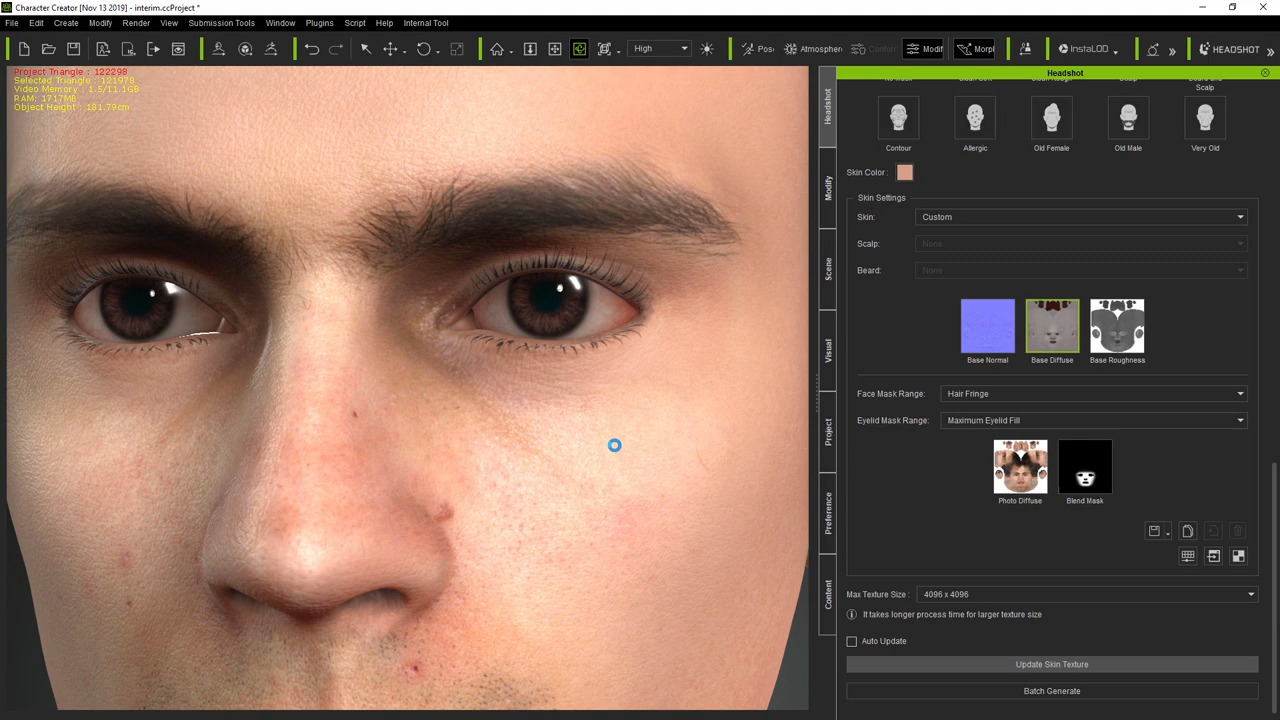 Character Creator [Nov 13 2019] - interim.ccProject *
File Edit Create Modify Render View Submission Tools Window Plugins Script Help Internal Tool
High Pos Atmosphere Contour Modif Morph InstaLOD HEADSHOT
Project Triangle : 122298
Selected Triangle : 121978
Video Memory : 1.5/11.1GB
RAM: 1717MB
Object Height : 181.79cm
Headshot
Modify
Scene
Visual
Project
Preference
Content
Headshot
Scalp
Contour Allergic Old Female Old Male Very Old
Skin Color :
Skin Settings
Skin: Custom
Scalp: None
Beard: None
Base Normal Base Diffuse Base Roughness
Face Mask Range: Hair Fringe
Eyelid Mask Range: Maximum Eyelid Fill
Photo Diffuse Blend Mask
Max Texture Size : 4096 x 4096
It takes longer process time for larger texture size
Auto Update
Update Skin Texture
Batch Generate